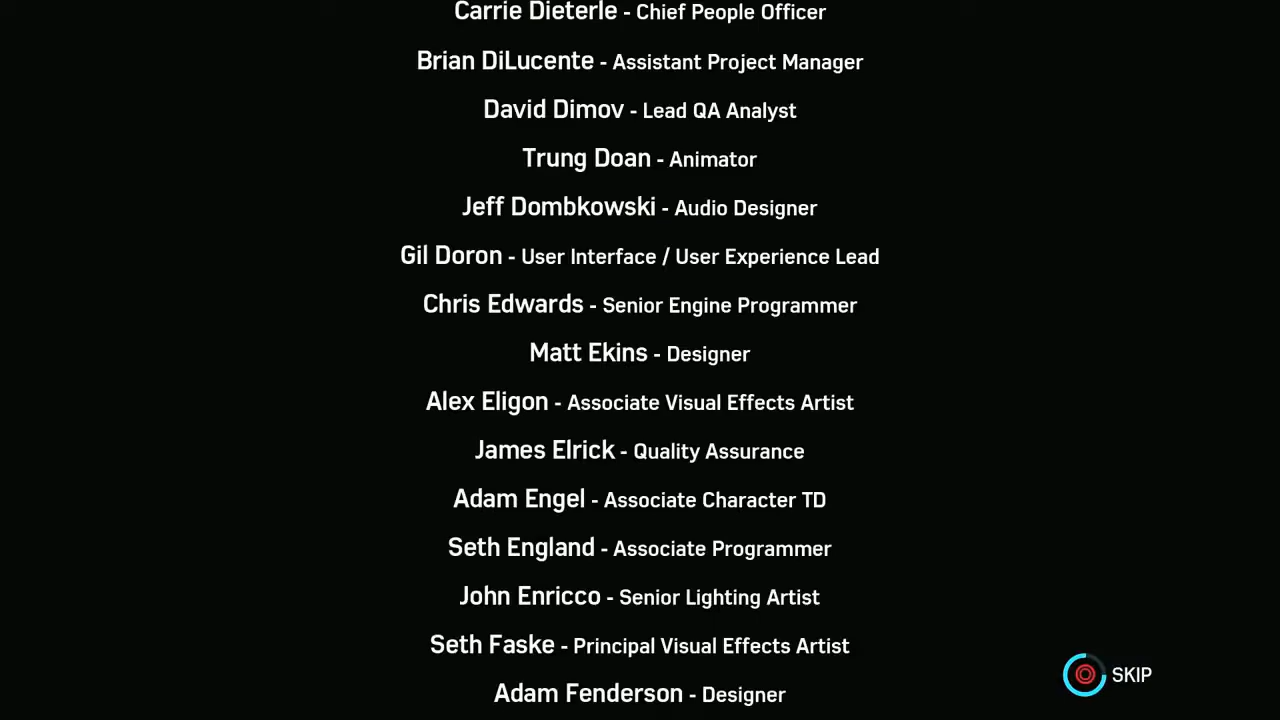 Carrie Dieterle - Chief People Officer
Brian DiLucente - Assistant Project Manager
David Dimov - Lead QA Analyst
Trung Doan - Animator
Jeff Dombkowski - Audio Designer
Gil Doron - User Interface / User Experience Lead
Chris Edwards - Senior Engine Programmer
Matt Ekins - Designer
Alex Eligon - Associate Visual Effects Artist
James Elrick - Quality Assurance
Adam Engel - Associate Character TD
Seth England - Associate Programmer
John Enricco - Senior Lighting Artist
Seth Faske - Principal Visual Effects Artist
Adam Fenderson - Designer
SKIP